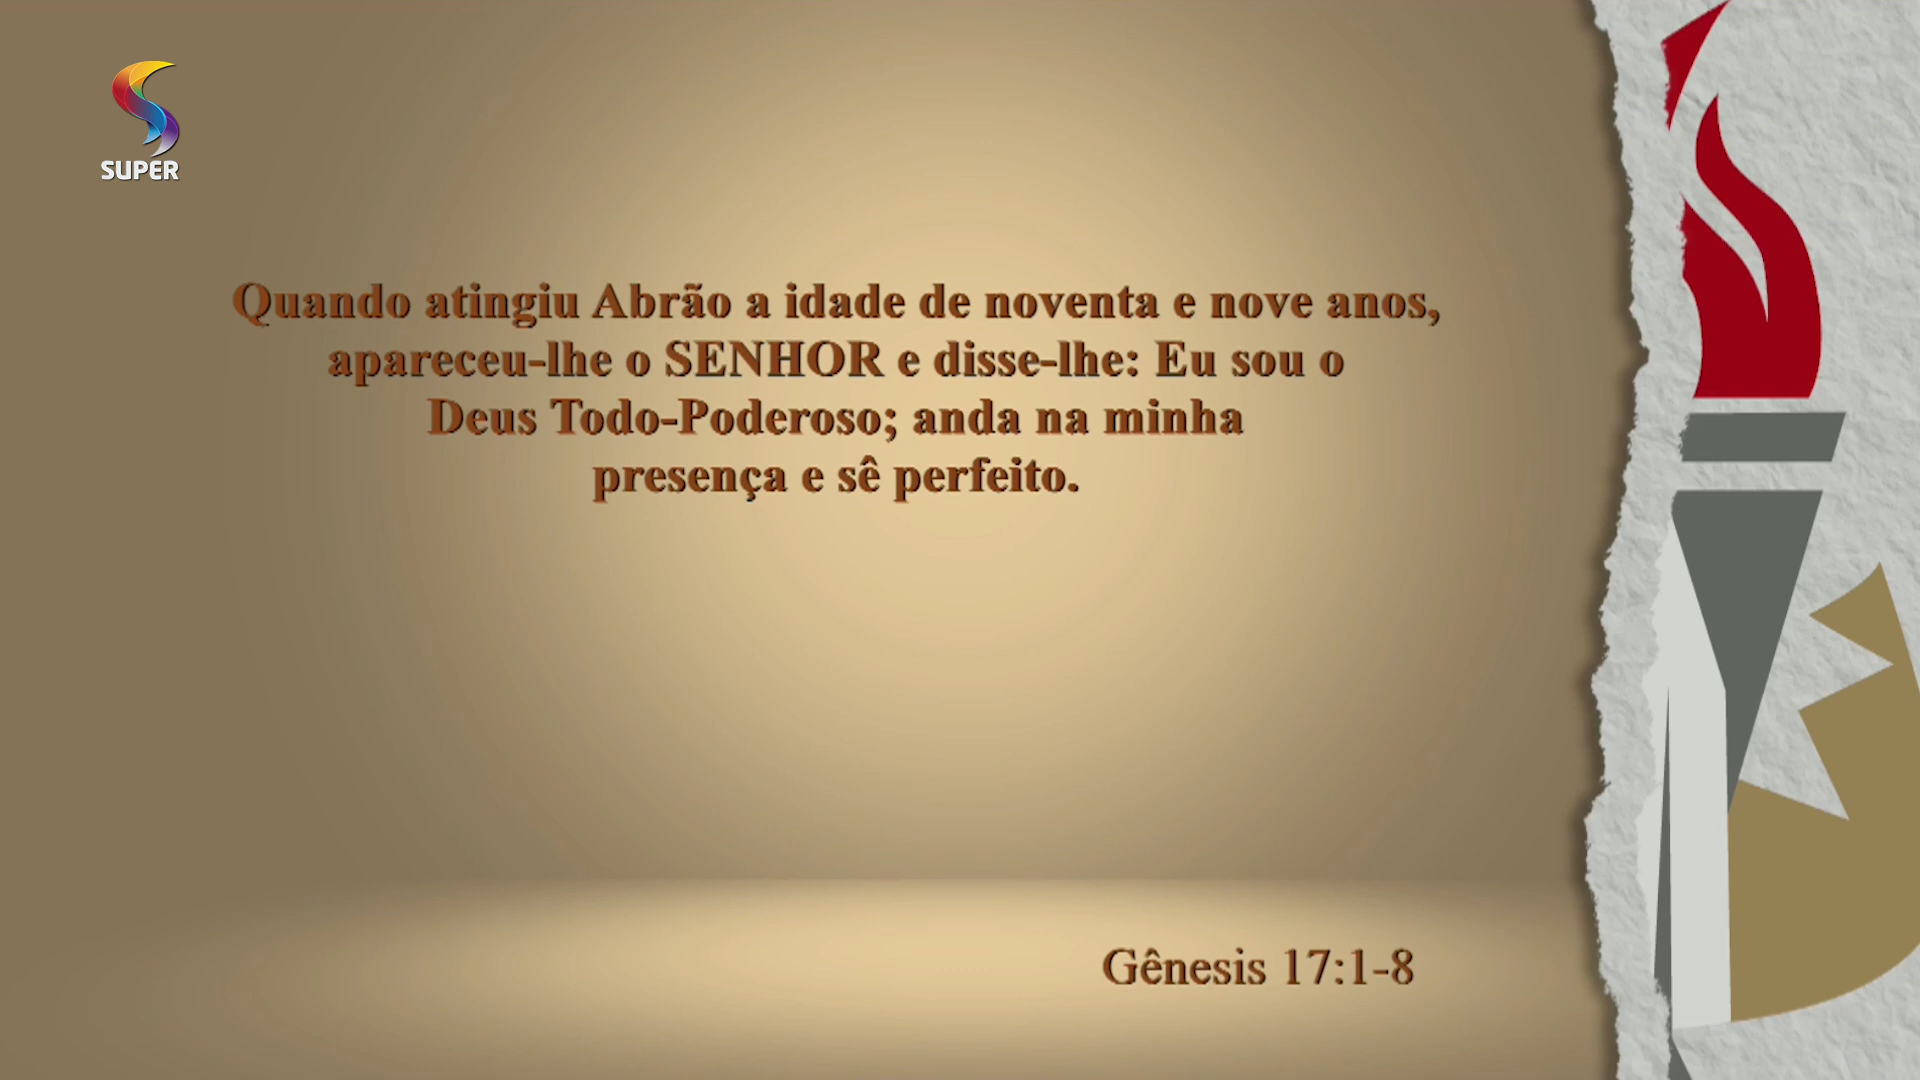 SUPER
Quando atingiu Abrão a idade de noventa e nove anos,
apareceu-lhe o SENHOR e disse-lhe: Eu sou o
Deus Todo-Poderoso; anda na minha
presença e sê perfeito.
Gênesis 17:1-8